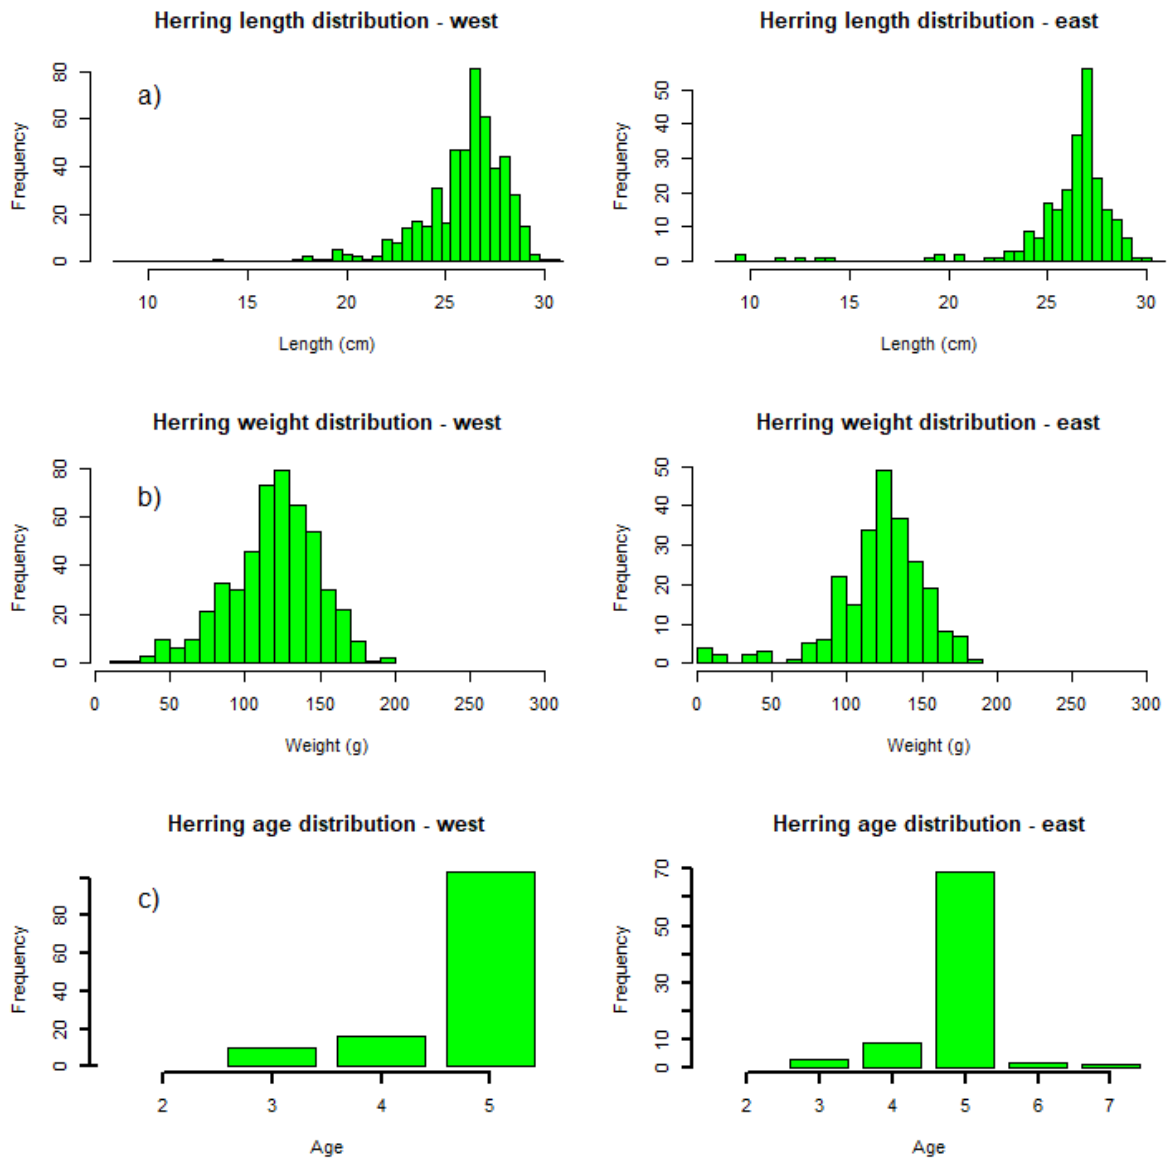 Herring length distribution - west
Herring length distribution - east
a)
Frequency
0 20 40 60 80
10 15 20 25 30
Length (cm)
Frequency
0 10 20 30 40 50
10 15 20 25 30
Length (cm)
Herring weight distribution - west
Herring weight distribution - east
b)
Frequency
0 20 40 60 80
0 50 100 150 200 250 300
Weight (g)
Frequency
0 10 20 30 40 50
0 50 100 150 200 250 300
Weight (g)
Herring age distribution - west
Herring age distribution - east
c)
Frequency
0 20 40 60 80
2 3 4 5
Age
Frequency
0 10 30 50 70
2 3 4 5 6 7
Age